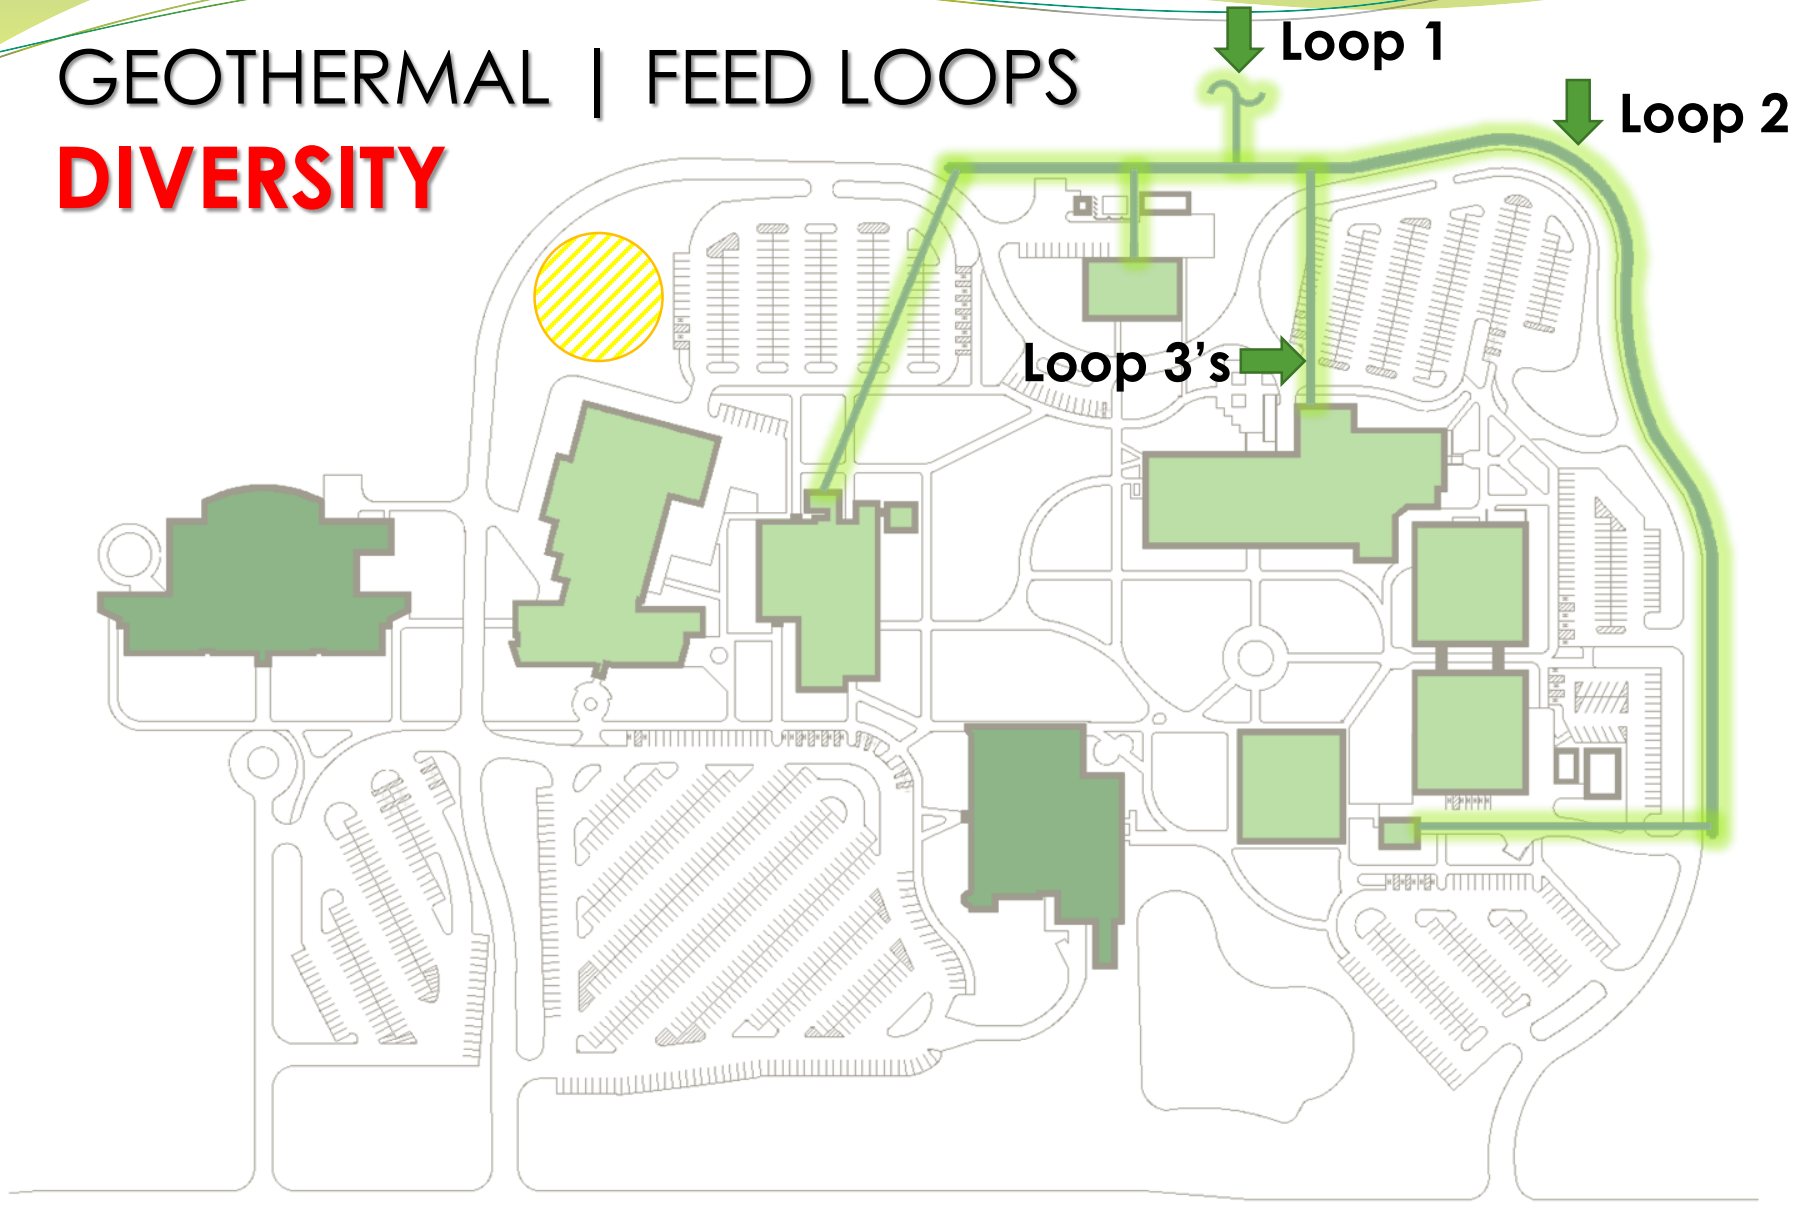 GEOTHERMAL | FEED LOOPS
DIVERSITY
Loop 1
Loop 2
Loop 3’s